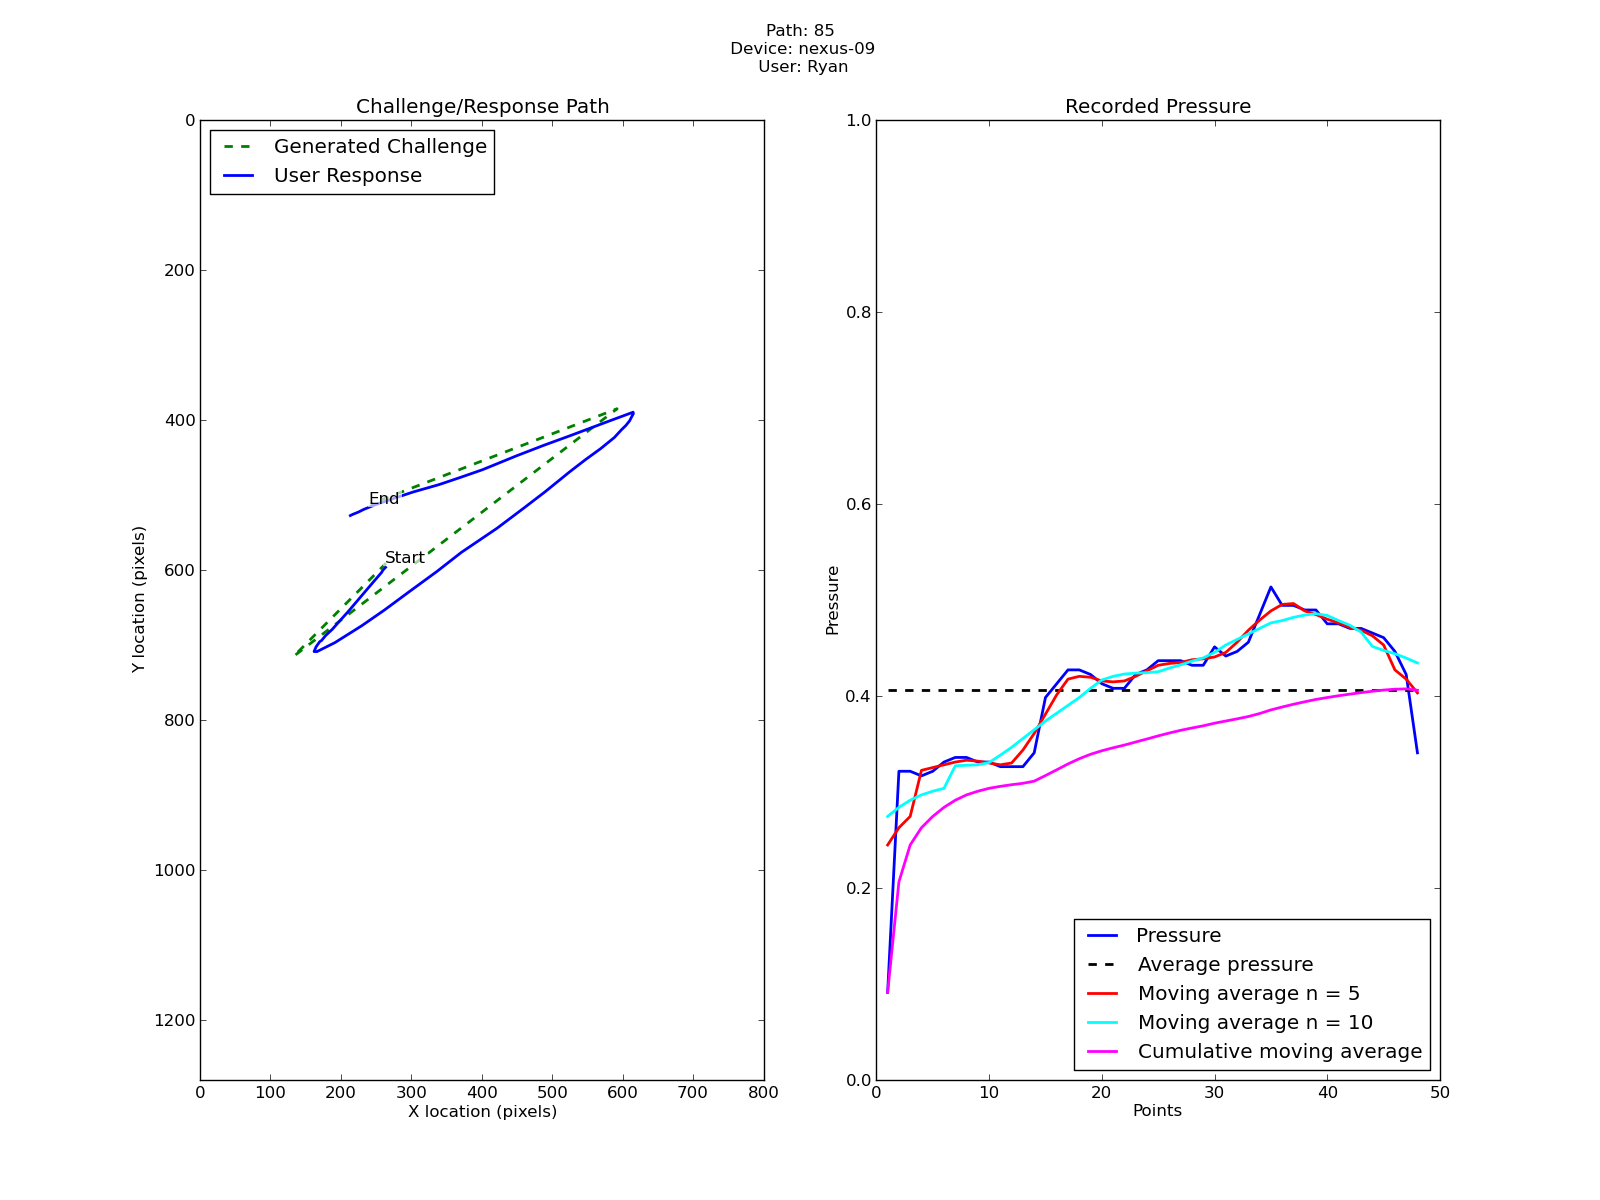 Path: 85
Device: nexus-09
User: Ryan
Challenge/Response Path
Generated Challenge
User Response
End
Start
0
200
400
600
800
1000
1200
Y location (pixels)
0 100 200 300 400 500 600 700 800
X location (pixels)
Recorded Pressure
1.0
0.8
0.6
0.4
0.2
0.0
Pressure
Pressure
Average pressure
Moving average n = 5
Moving average n = 10
Cumulative moving average
0 10 20 30 40 50
Points